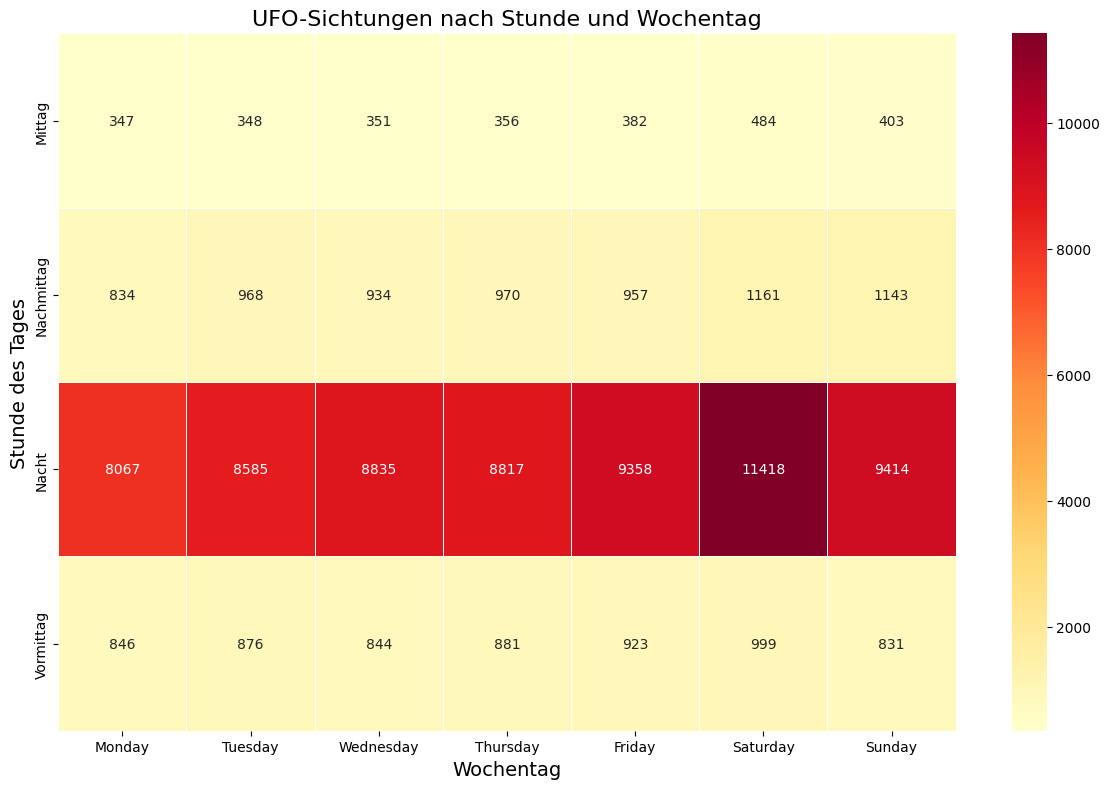 UFO-Sichtungen nach Stunde und Wochentag
Stunde des Tages
Mittag 347 348 351 356 382 484 403
Nachmittag 834 968 934 970 957 1161 1143
Nacht 8067 8585 8835 8817 9358 11418 9414
Vormittag 846 876 844 881 923 999 831
Monday Tuesday Wednesday Thursday Friday Saturday Sunday
Wochentag
10000
8000
6000
4000
2000